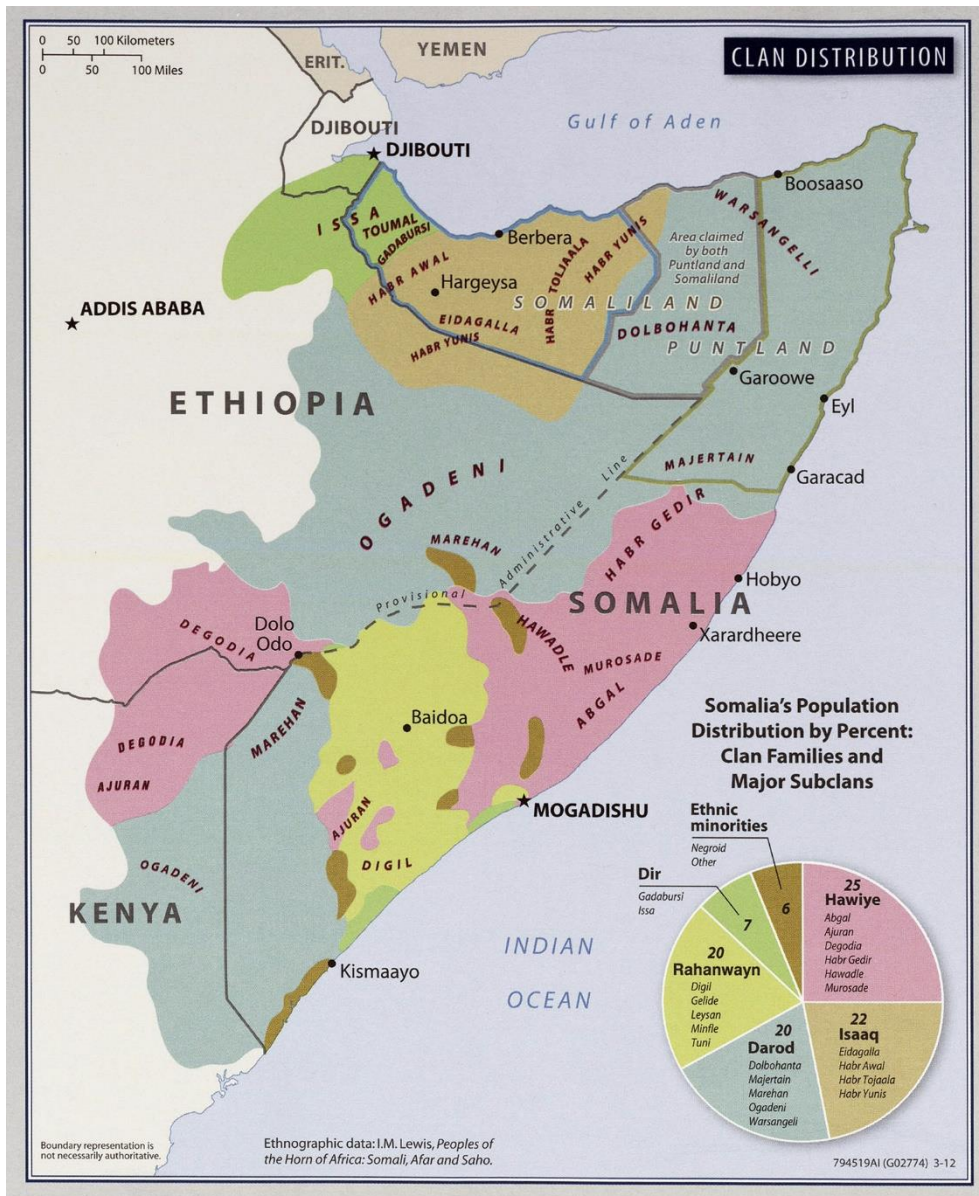 CLAN DISTRIBUTION
0 50 100 Kilometers
0 50 100 Miles
ERIT.
YEMEN
Gulf of Aden
DJIBOUTI
DJIBOUTI
Boosaaso
ISSA
TOUMAL
GADABURSI
WARSANGELLI
Berbera
HABR YUNIS
Area claimed
by both
Puntland and
Somaliland
HABR AWAL
HABR TOLJAALA
Hargeysa
SOMALILAND
ADDIS ABABA
EIDAGALLA
DOLBOHANTA
HABR YUNIS
PUNTLAND
Garoowe
ETHIOPIA
Eyl
MAJERTAIN
Garacad
OGADENI
HABR GEDIR
MAREHAN
Provisional Administrative Line
Hobyo
SOMALIA
Dolo
Odo
DEGODIA
HAWADLE
Xarardheere
MUROSADE
ABGAL
MAREHAN
Baidoa
DEGODIA
AJURAN
AJURAN
MOGADISHU
DIGIL
OGADENI
KENYA
Kismaayo
INDIAN
OCEAN
Somalia's Population
Distribution by Percent:
Clan Families and
Major Subclans
Ethnic
minorities
Negroid
Other
6
Dir
Gadabursi
Issa
7
25
Hawiye
Abgal
Ajuran
Degodia
Habr Gedir
Hawadle
Murosade
20
Rahanwayn
Digil
Gelide
Leysan
Minfle
Tuni
20
Darod
Dolbohanta
Majertain
Marehan
Ogadeni
Warsangeli
22
Isaaq
Eidagalla
Habr Awal
Habr Tojaala
Habr Yunis
Boundary representation is
not necessarily authoritative.
Ethnographic data: I.M. Lewis, Peoples of
the Horn of Africa: Somali, Afar and Saho.
794519AI (G02774) 3-12